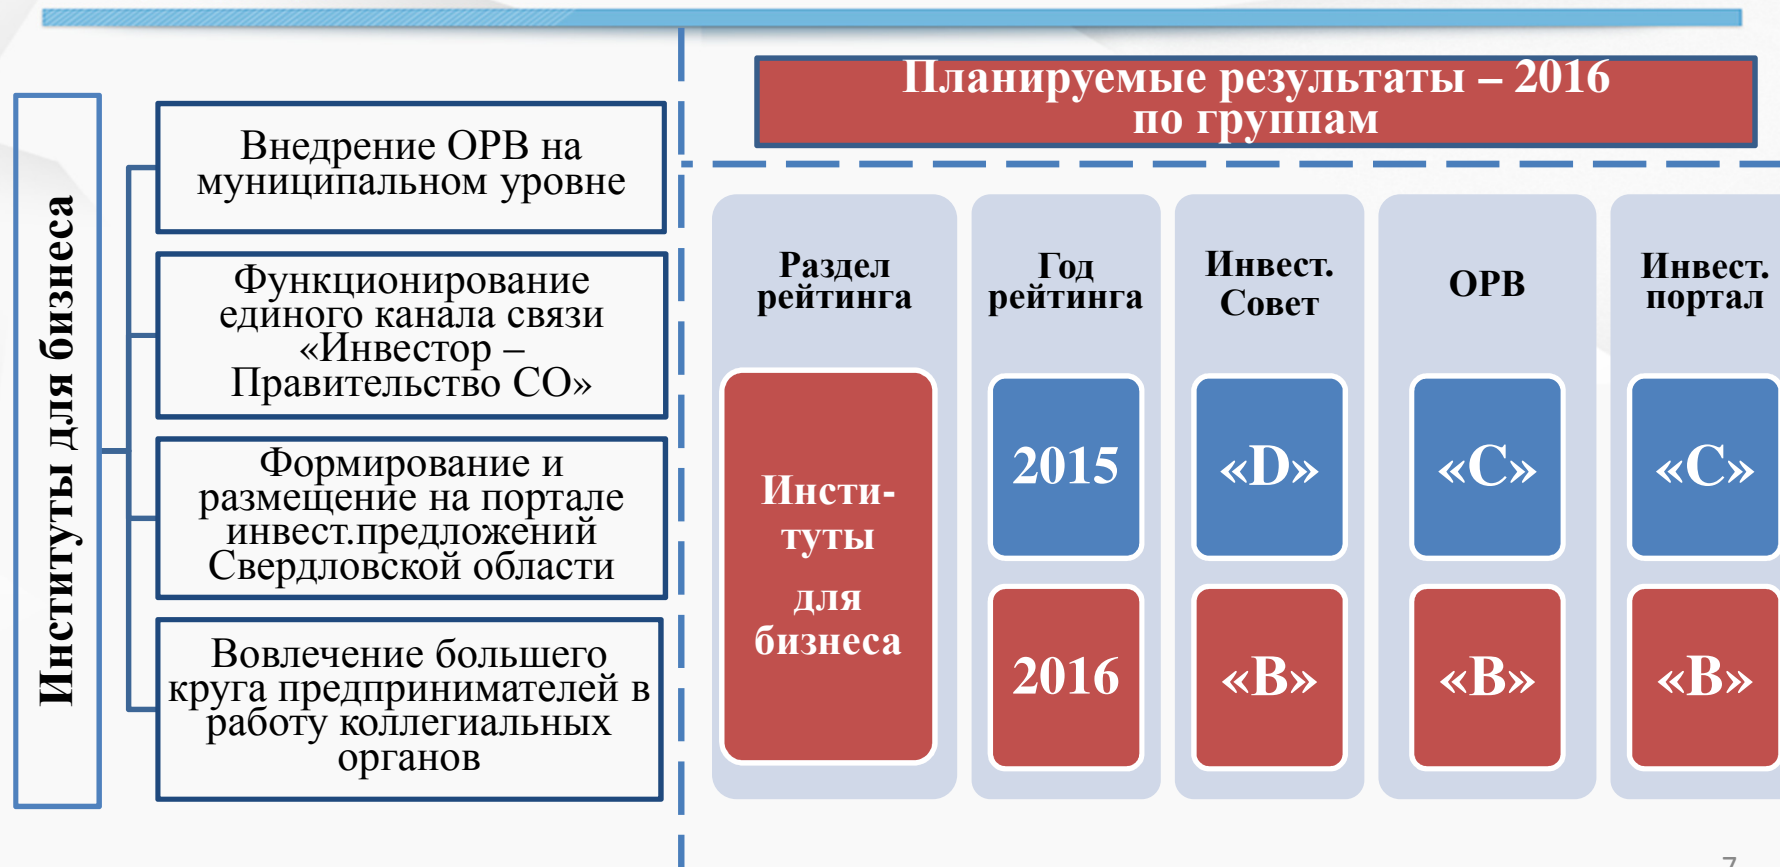 Институты для бизнеса
Внедрение ОРВ на
муниципальном уровне
Функционирование
единого канала связи
«Инвестор –
Правительство СО»
Формирование и
размещение на портале
инвест.предложений
Свердловской области
Вовлечение большего
круга предпринимателей в
работу коллегиальных
органов
Планируемые результаты – 2016
по группам
Раздел
рейтинга
Год
рейтинга
Инвест.
Совет
ОРВ
Инвест.
портал
Инсти-
туты
для
бизнеса
2015
«D»
«C»
«C»
2016
«B»
«B»
«B»
7